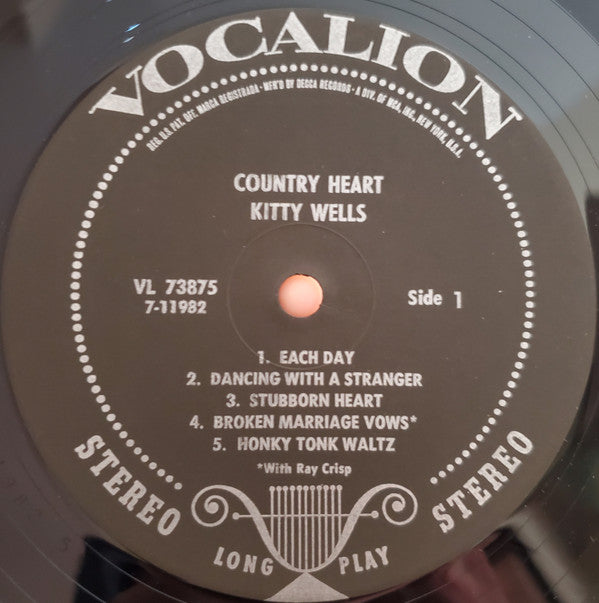 VOCALION
REG. U.S. PAT. OFF. MARCA REGISTRADA • MFR'D BY DECCA RECORDS • A DIV. OF MCA, INC., NEW YORK, U.S.A.
COUNTRY HEART
KITTY WELLS
VL 73875
7-11982
Side 1
1. EACH DAY
2. DANCING WITH A STRANGER
3. STUBBORN HEART
4. BROKEN MARRIAGE VOWS*
5. HONKY TONK WALTZ
*With Ray Crisp
STEREO
STEREO
LONG PLAY